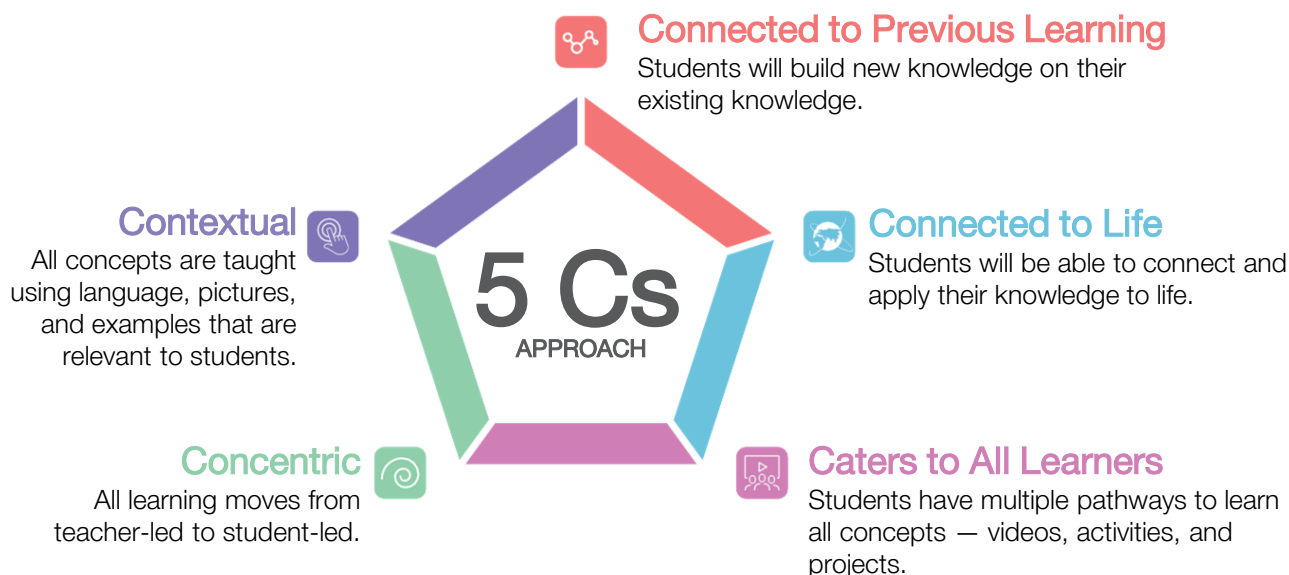 Connected to Previous Learning
Students will build new knowledge on their
existing knowledge.
Contextual
All concepts are taught
using language, pictures,
and examples that are
relevant to students.
5 Cs
APPROACH
Connected to Life
Students will be able to connect and
apply their knowledge to life.
Concentric
All learning moves from
teacher-led to student-led.
Caters to All Learners
Students have multiple pathways to learn
all concepts — videos, activities, and
projects.